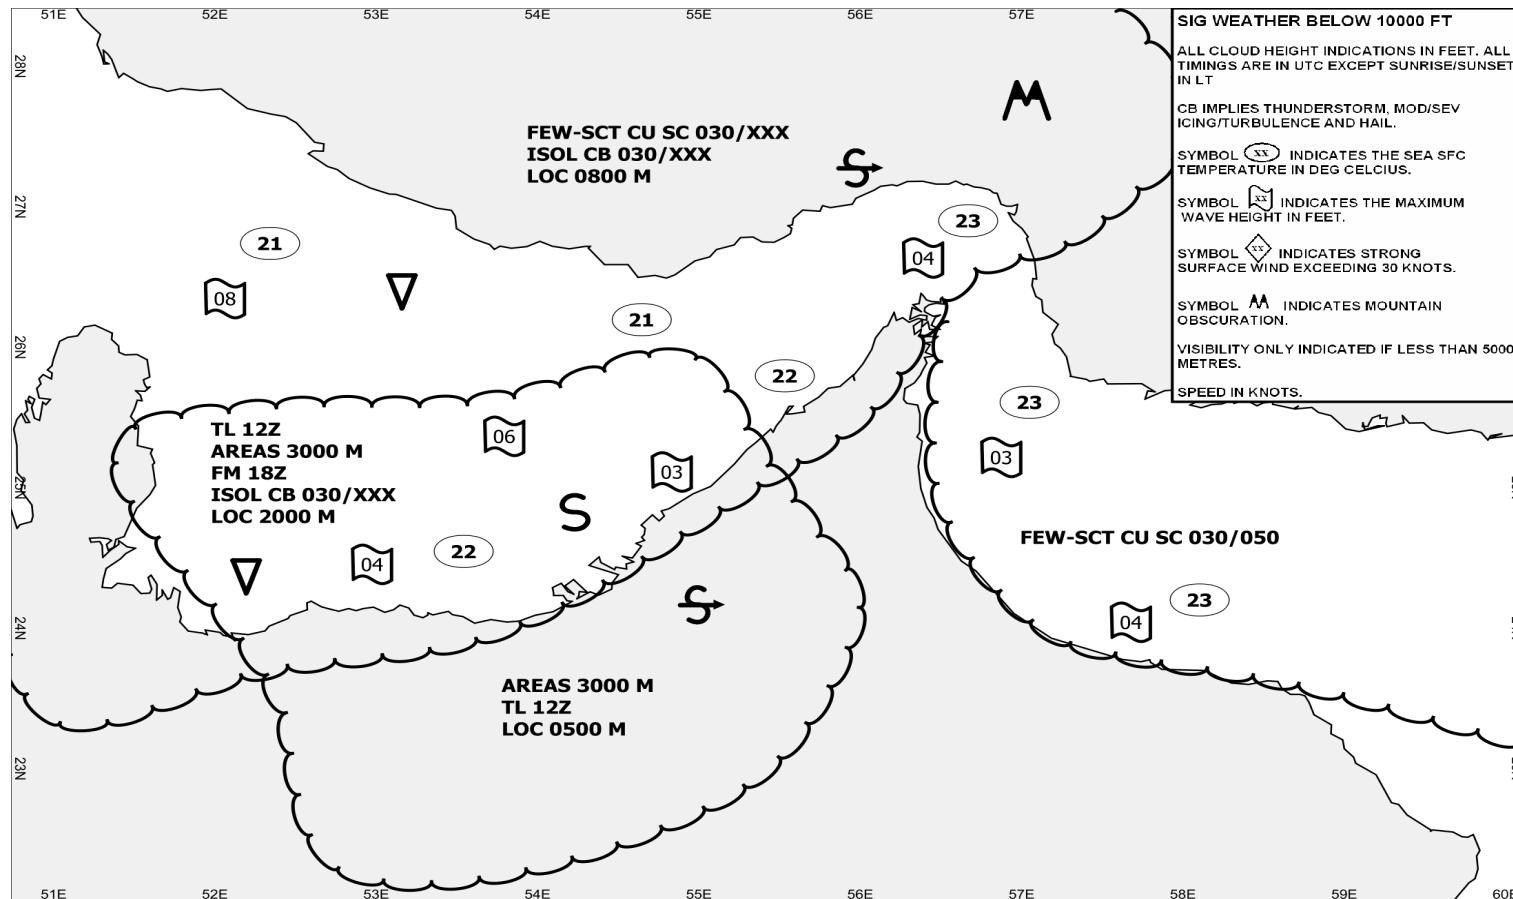 51E 52E 53E 54E 55E 56E 57E
SIG WEATHER BELOW 10000 FT
ALL CLOUD HEIGHT INDICATIONS IN FEET. ALL
TIMINGS ARE IN UTC EXCEPT SUNRISE/SUNSET
IN LT
CB IMPLIES THUNDERSTORM, MOD/SEV
ICING/TURBULENCE AND HAIL.
SYMBOL xx INDICATES THE SEA SFC
TEMPERATURE IN DEG CELCIUS.
SYMBOL xx INDICATES THE MAXIMUM
WAVE HEIGHT IN FEET.
SYMBOL xx INDICATES STRONG
SURFACE WIND EXCEEDING 30 KNOTS.
SYMBOL INDICATES MOUNTAIN
OBSCURATION.
VISIBILITY ONLY INDICATED IF LESS THAN 5000
METRES.
SPEED IN KNOTS.
28N
FEW-SCT CU SC 030/XXX
ISOL CB 030/XXX
LOC 0800 M
27N
21
23
04
08
21
26N
22
23
TL 12Z
AREAS 3000 M
FM 18Z
ISOL CB 030/XXX
LOC 2000 M
06
03
03
25N
FEW-SCT CU SC 030/050
22
04
23
04
24N
AREAS 3000 M
TL 12Z
LOC 0500 M
23N
51E 52E 53E 54E 55E 56E 57E 58E 59E